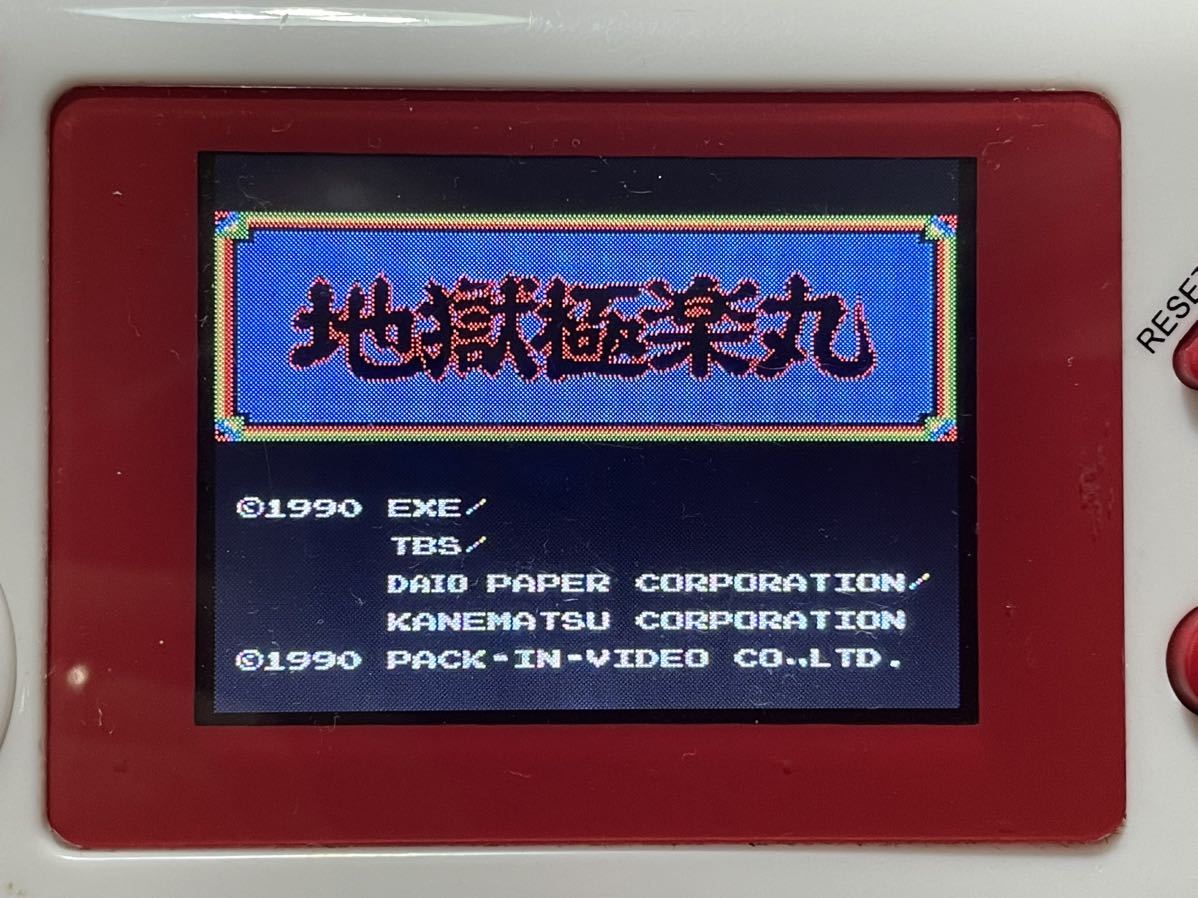 地獄極楽丸
©1990 EXE/
TBS/
DAIO PAPER CORPORATION/
KANEMATSU CORPORATION
©1990 PACK-IN-VIDEO CO.,LTD.
RESET